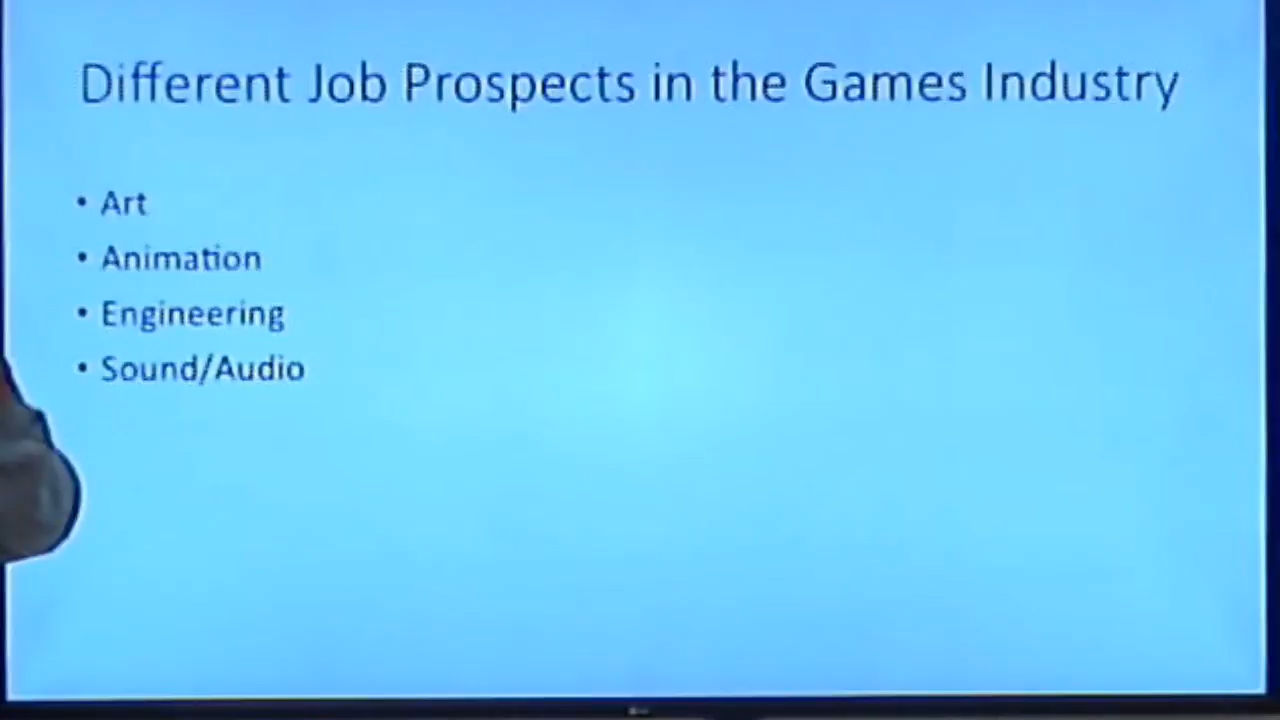 Different Job Prospects in the Games Industry
• Art
• Animation
• Engineering
• Sound/Audio